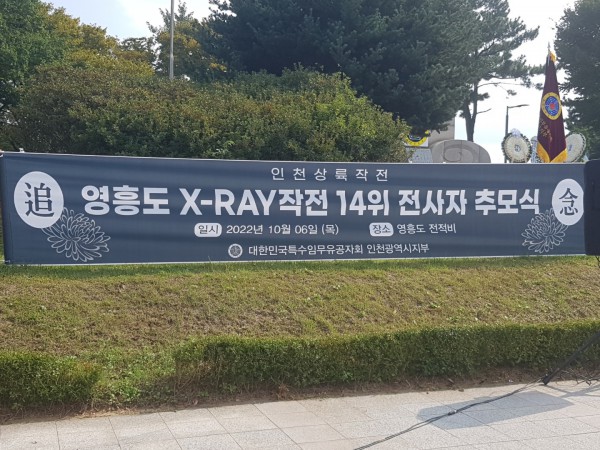 인천상륙작전
追 영흥도 X-RAY작전 14위 전사자 추모식 念
일시 2022년 10월 06일 (목) 장소 영흥도 전적비
대한민국특수임무유공자회 인천광역시지부